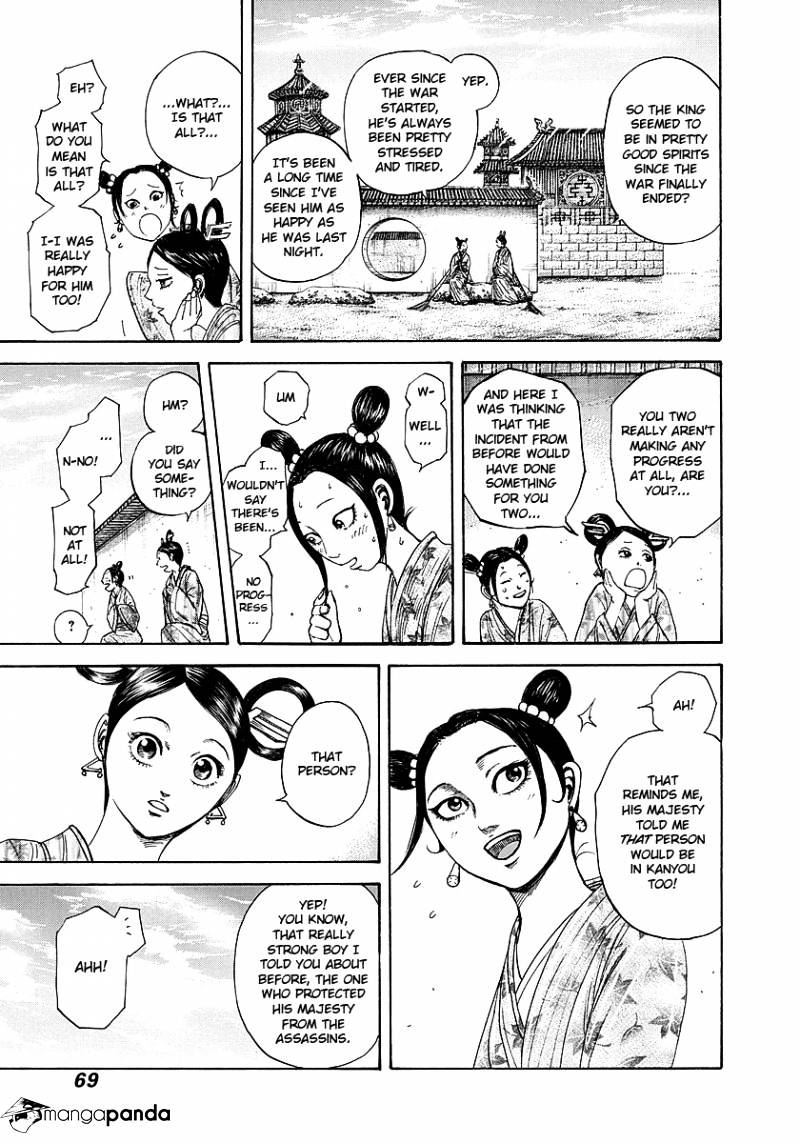 SO THE KING
SEEMED TO
BE IN PRETTY
GOOD SPIRITS
SINCE THE
WAR FINALLY
ENDED?
YEP.
EVER SINCE
THE WAR
STARTED,
HE'S ALWAYS
BEEN PRETTY
STRESSED
AND TIRED.
IT'S BEEN
A LONG TIME
SINCE I'VE
SEEN HIM AS
HAPPY AS
HE WAS LAST
NIGHT.
...WHAT?...
IS THAT
ALL?...
EH?
WHAT
DO YOU
MEAN
IS THAT
ALL?
I-I WAS
REALLY
HAPPY
FOR HIM
TOO!
YOU TWO
REALLY AREN'T
MAKING ANY
PROGRESS
AT ALL, ARE
YOU?...
AND HERE I
WAS THINKING
THAT THE
INCIDENT FROM
BEFORE WOULD
HAVE DONE
SOMETHING
FOR YOU
TWO...
W-
WELL
...
UM
I...
WOULDN'T
SAY
THERE'S
BEEN...
NO
PROG-
RESS...
HM?
DID
YOU SAY
SOME-
THING?
...
N-NO!
NOT
AT
ALL!
?
AH!
THAT
REMINDS ME,
HIS MAJESTY
TOLD ME
THAT PERSON
WOULD BE
IN KANYOU
TOO!
THAT
PERSON?
YEP!
YOU KNOW,
THAT REALLY
STRONG BOY I
TOLD YOU ABOUT
BEFORE, THE ONE
WHO PROTECTED
HIS MAJESTY
FROM THE
ASSASSINS.
AHH!
69
mangapanda